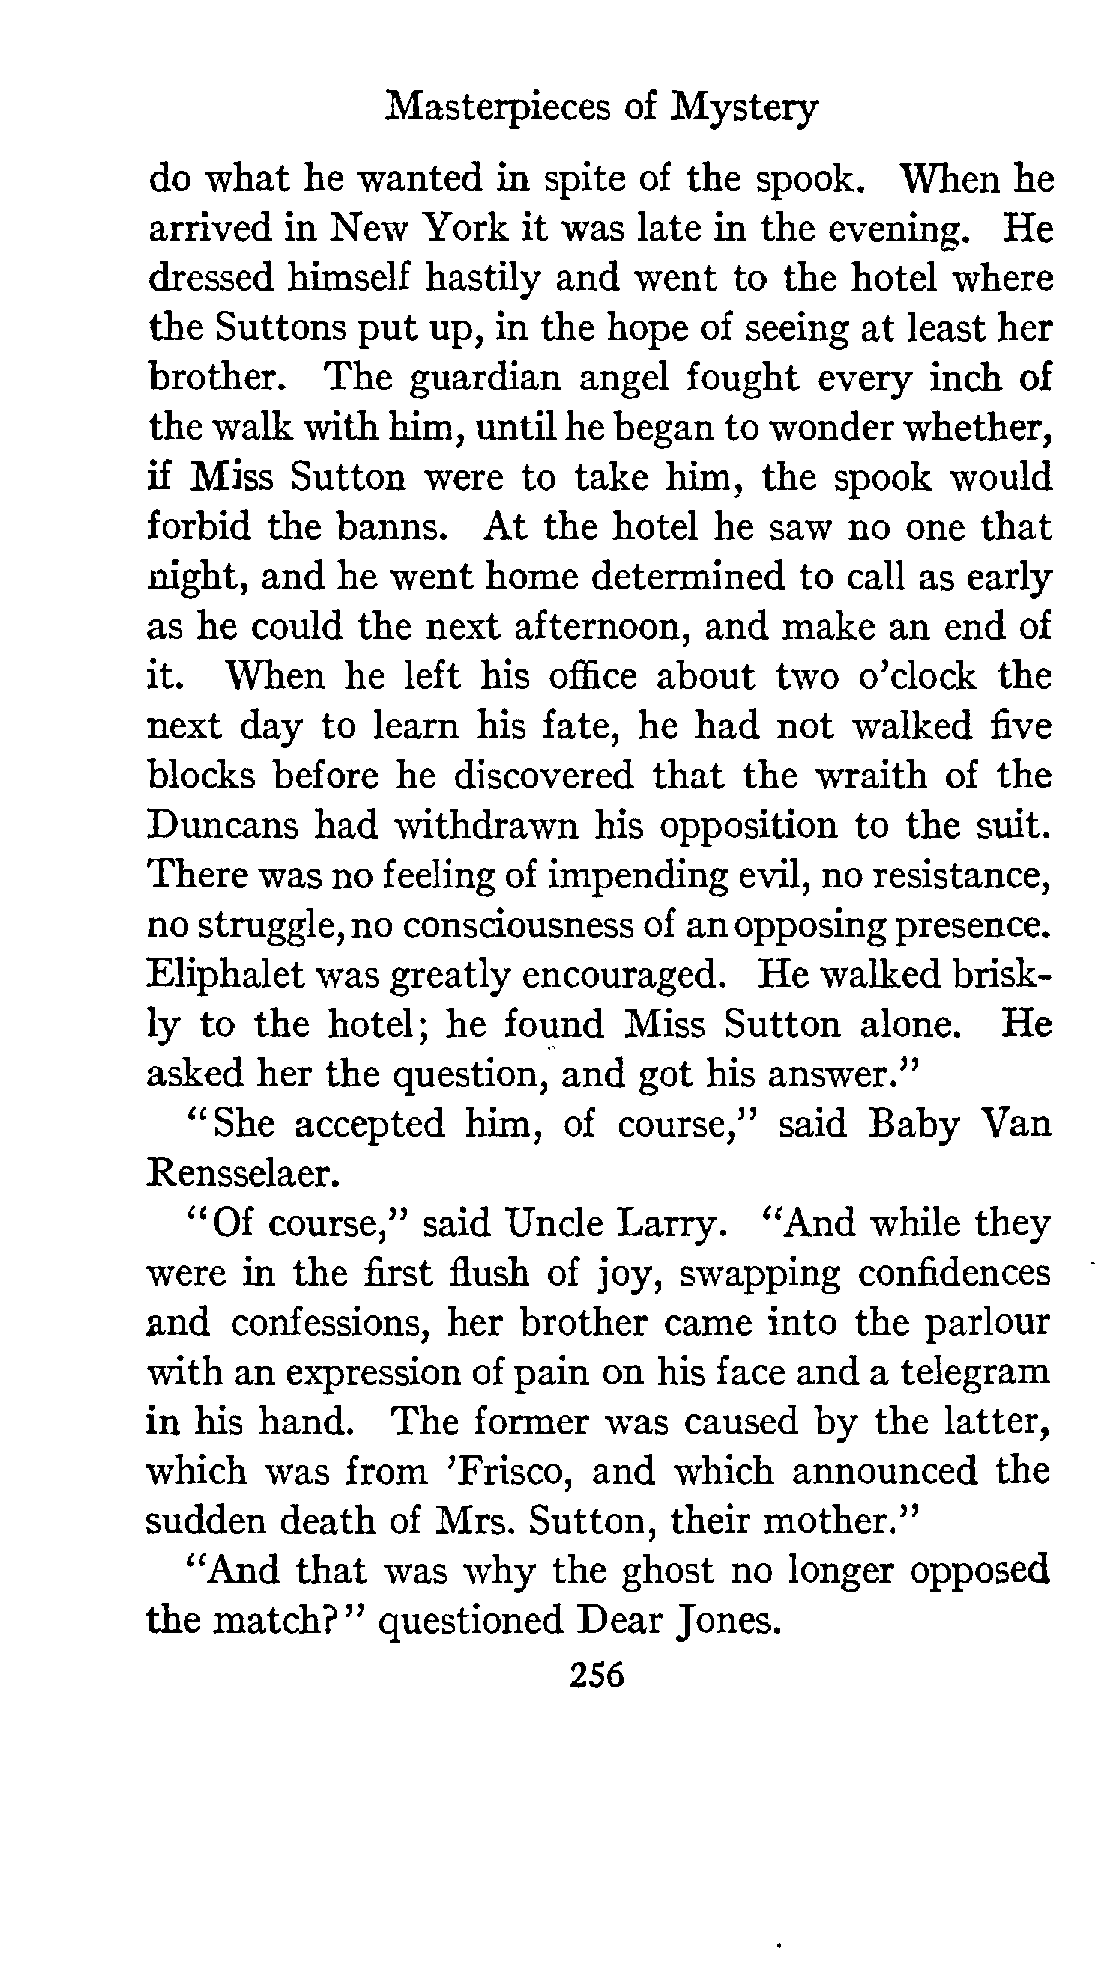 Masterpieces of Mystery
do what he wanted in spite of the spook. When he
arrived in New York it was late in the evening. He
dressed himself hastily and went to the hotel where
the Suttons put up, in the hope of seeing at least her
brother. The guardian angel fought every inch of
the walk with him, until he began to wonder whether,
if Miss Sutton were to take him, the spook would
forbid the banns. At the hotel he saw no one that
night, and he went home determined to call as early
as he could the next afternoon, and make an end of
it. When he left his office about two o'clock the
next day to learn his fate, he had not walked five
blocks before he discovered that the wraith of the
Duncans had withdrawn his opposition to the suit.
There was no feeling of impending evil, no resistance,
no struggle, no consciousness of an opposing presence.
Eliphalet was greatly encouraged. He walked brisk-
ly to the hotel; he found Miss Sutton alone. He
asked her the question, and got his answer."
"She accepted him, of course," said Baby Van
Rensselaer.
"Of course," said Uncle Larry. "And while they
were in the first flush of joy, swapping confidences
and confessions, her brother came into the parlour
with an expression of pain on his face and a telegram
in his hand. The former was caused by the latter,
which was from 'Frisco, and which announced the
sudden death of Mrs. Sutton, their mother."
"And that was why the ghost no longer opposed
the match?" questioned Dear Jones.
256